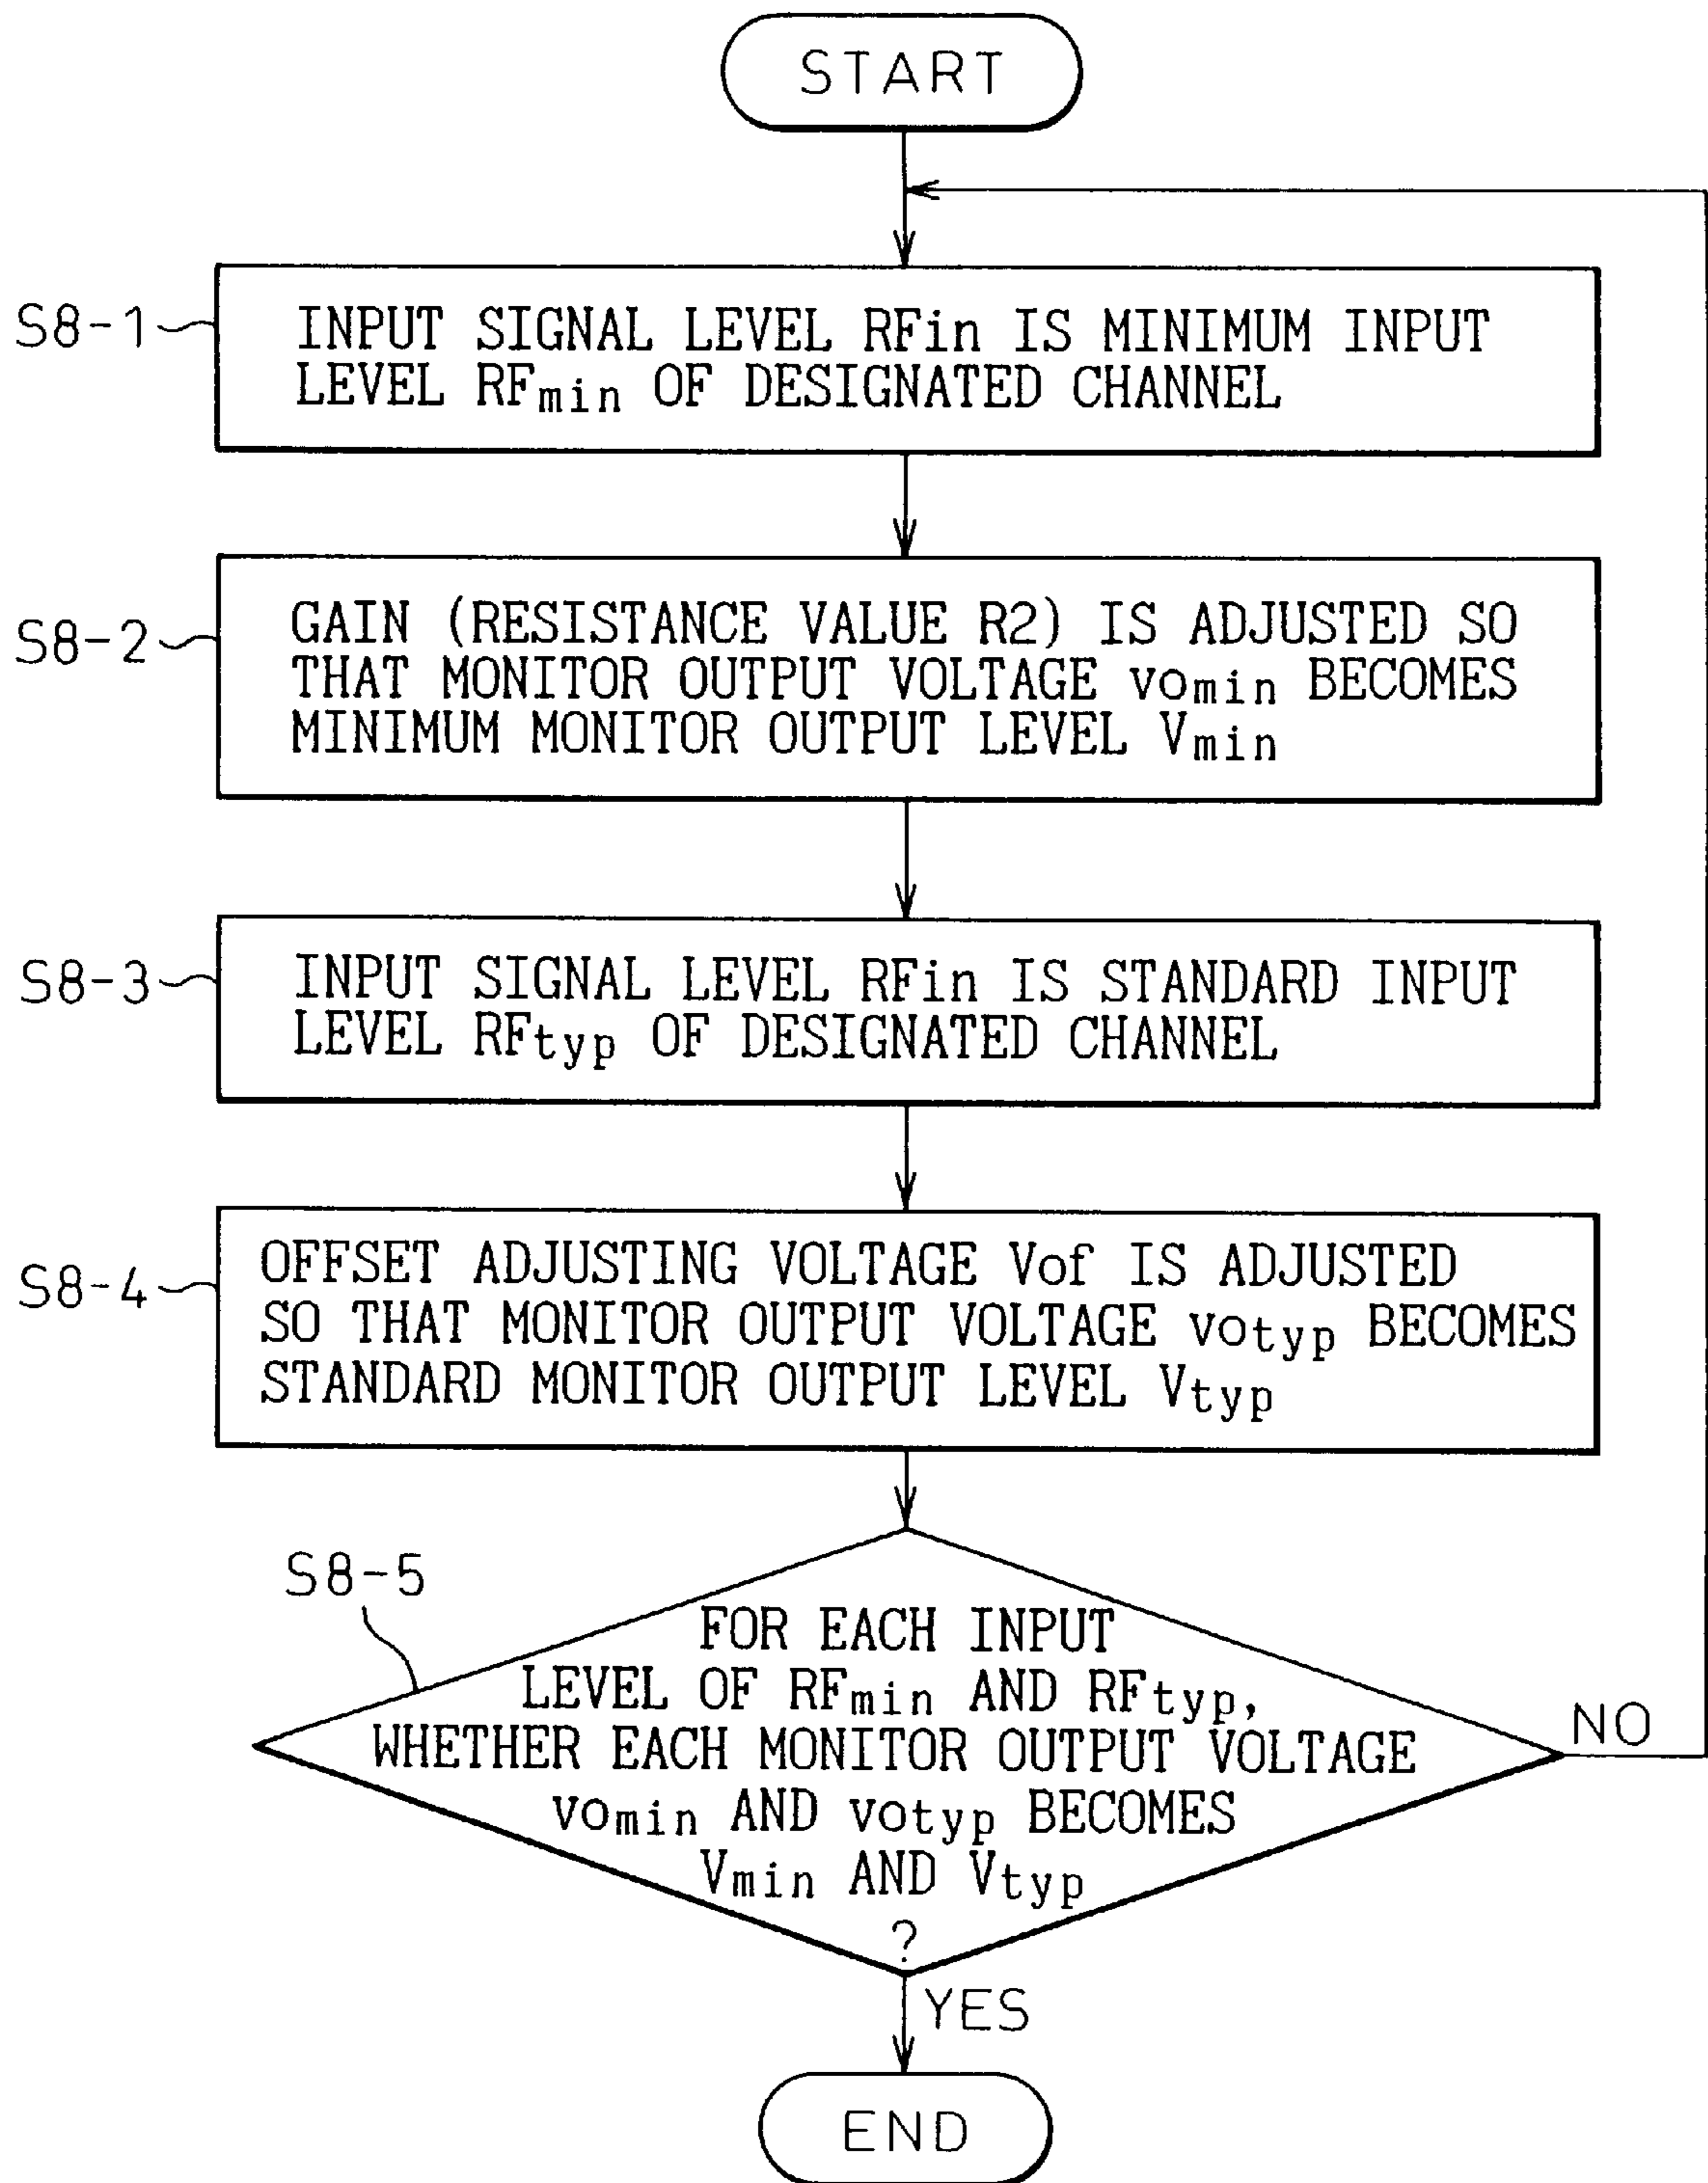 START
S8-1
INPUT SIGNAL LEVEL RFin IS MINIMUM INPUT
LEVEL RFmin OF DESIGNATED CHANNEL
S8-2
GAIN (RESISTANCE VALUE R2) IS ADJUSTED SO
THAT MONITOR OUTPUT VOLTAGE vomin BECOMES
MINIMUM MONITOR OUTPUT LEVEL Vmin
S8-3
INPUT SIGNAL LEVEL RFin IS STANDARD INPUT
LEVEL RFtyp OF DESIGNATED CHANNEL
S8-4
OFFSET ADJUSTING VOLTAGE Vof IS ADJUSTED
SO THAT MONITOR OUTPUT VOLTAGE votyp BECOMES
STANDARD MONITOR OUTPUT LEVEL Vtyp
S8-5
FOR EACH INPUT
LEVEL OF RFmin AND RFtyp,
WHETHER EACH MONITOR OUTPUT VOLTAGE
vomin AND votyp BECOMES
Vmin AND Vtyp
?
NO
YES
END